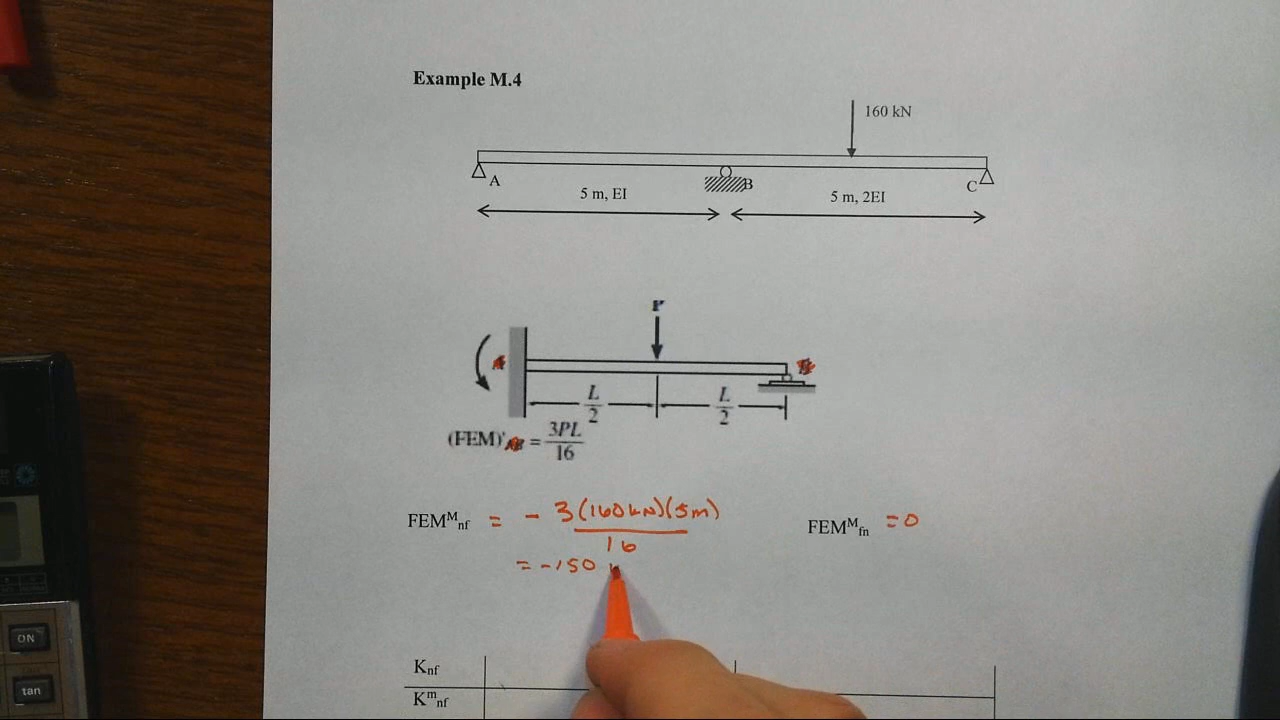 Example M.4
160 kN
A
B
C
5 m, EI
5 m, 2EI
P
L/2
L/2
(FEM)' = 3PL/16
FEM^M_nf = - 3(160kN)(5m)/16
= -150
FEM^M_fn = 0
K_nf
K^m_nf
ON
tan